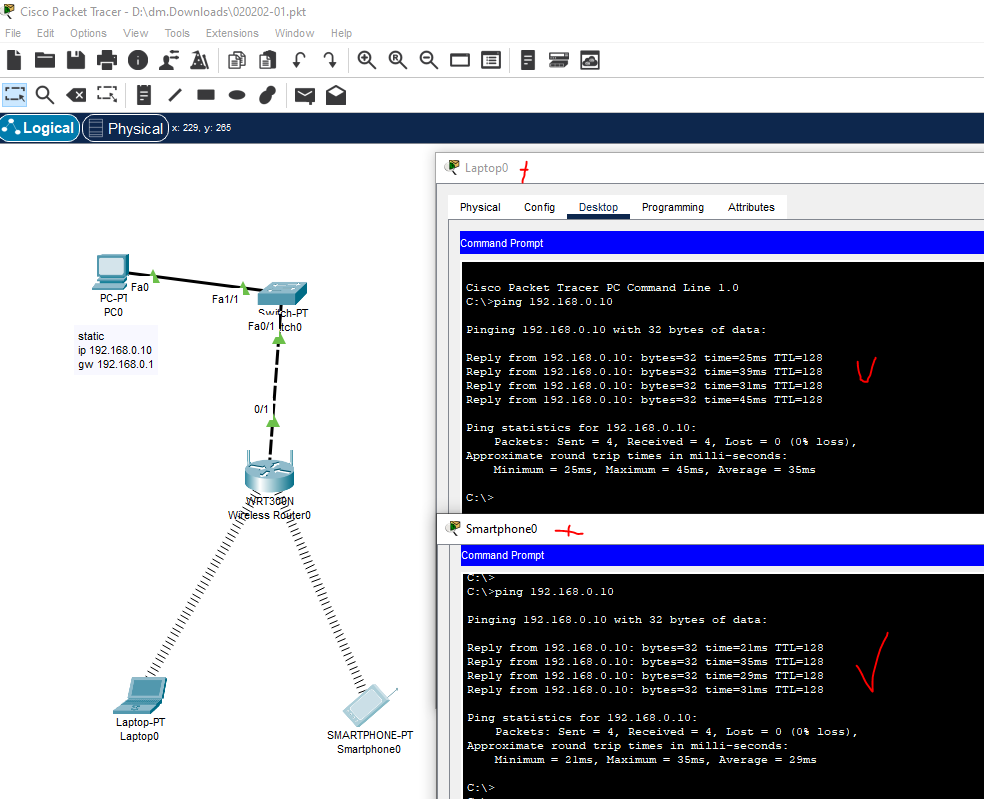 Cisco Packet Tracer - D:\dm.Downloads\020202-01.pkt
File Edit Options View Tools Extensions Window Help
Logical Physical x: 229, y: 265
Laptop0
Physical Config Desktop Programming Attributes
Command Prompt
Cisco Packet Tracer PC Command Line 1.0
C:\>ping 192.168.0.10
Pinging 192.168.0.10 with 32 bytes of data:
Reply from 192.168.0.10: bytes=32 time=25ms TTL=128
Reply from 192.168.0.10: bytes=32 time=39ms TTL=128
Reply from 192.168.0.10: bytes=32 time=31ms TTL=128
Reply from 192.168.0.10: bytes=32 time=45ms TTL=128
Ping statistics for 192.168.0.10:
Packets: Sent = 4, Received = 4, Lost = 0 (0% loss),
Approximate round trip times in milli-seconds:
Minimum = 25ms, Maximum = 45ms, Average = 35ms
C:\>
Smartphone0
Command Prompt
C:\>
C:\>ping 192.168.0.10
Pinging 192.168.0.10 with 32 bytes of data:
Reply from 192.168.0.10: bytes=32 time=21ms TTL=128
Reply from 192.168.0.10: bytes=32 time=35ms TTL=128
Reply from 192.168.0.10: bytes=32 time=29ms TTL=128
Reply from 192.168.0.10: bytes=32 time=31ms TTL=128
Ping statistics for 192.168.0.10:
Packets: Sent = 4, Received = 4, Lost = 0 (0% loss),
Approximate round trip times in milli-seconds:
Minimum = 21ms, Maximum = 35ms, Average = 29ms
C:\>
Fa0
PC-PT
PC0
static
ip 192.168.0.10
gw 192.168.0.1
Fa1/1
Switch-PT
Fa0/1 tch0
0/1
WRT300N
Wireless Router0
Laptop-PT
Laptop0
SMARTPHONE-PT
Smartphone0